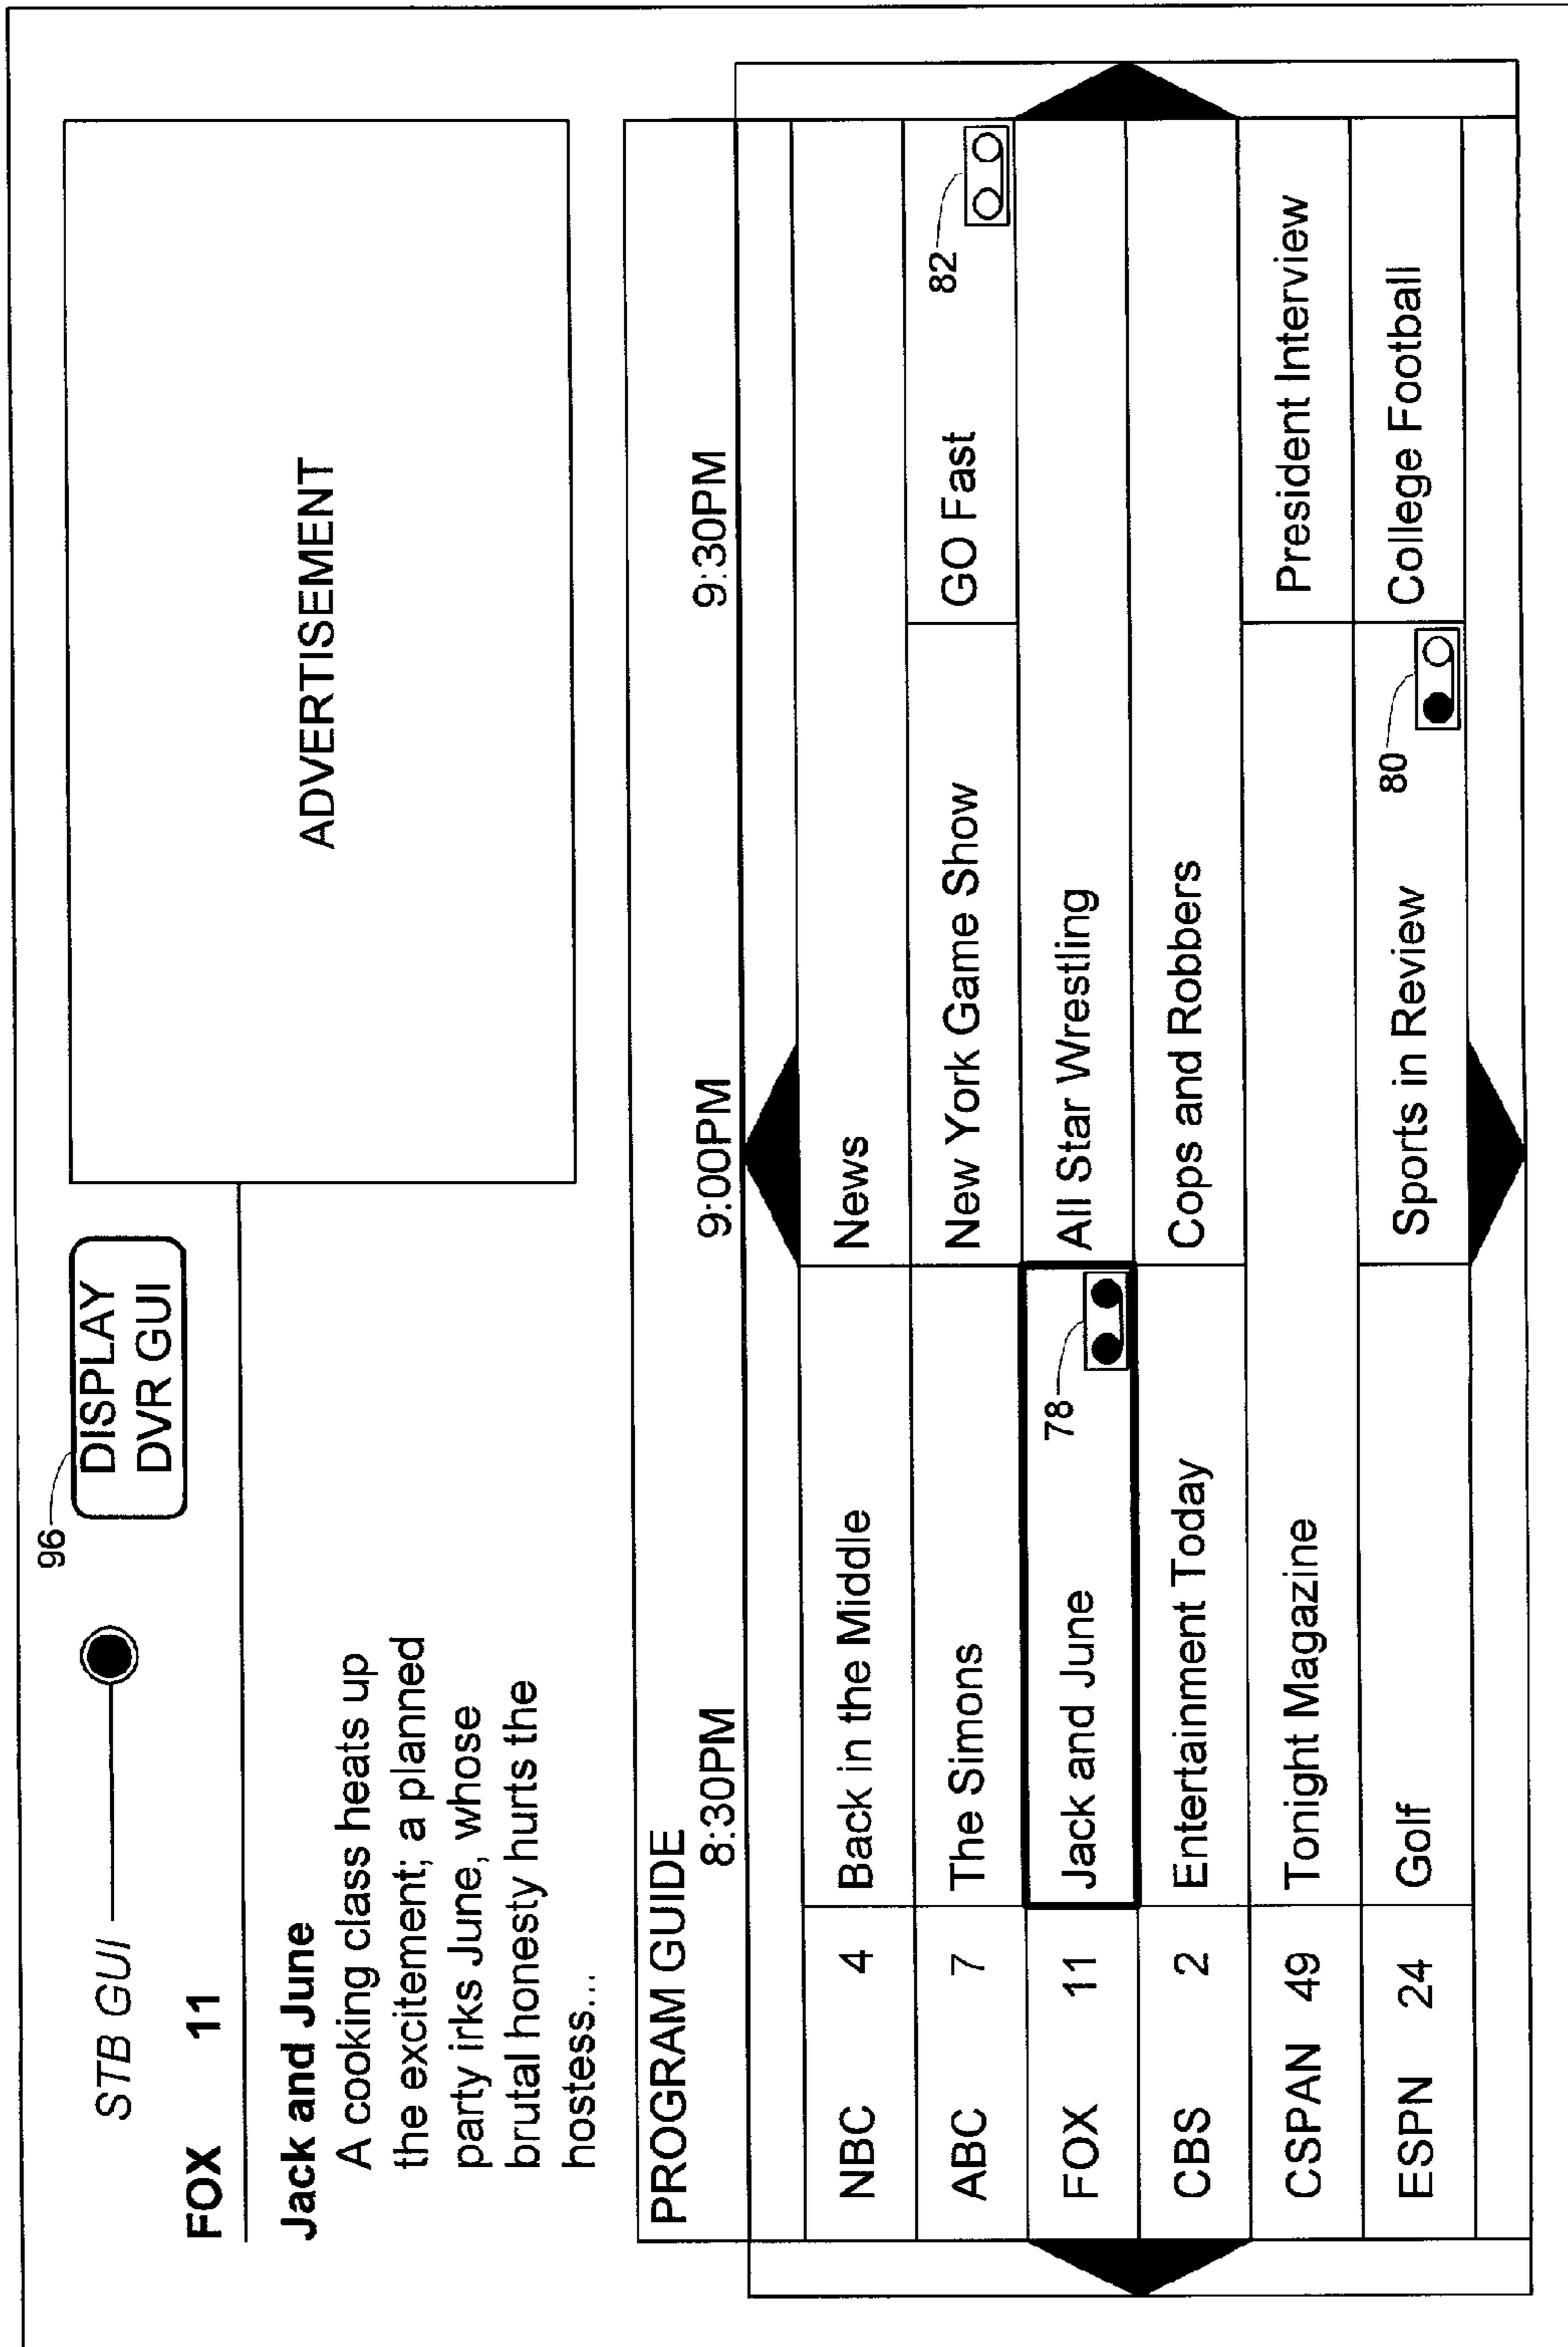 STB GUI
96
DISPLAY
DVR GUI
FOX 11
Jack and June
A cooking class heats up
the excitement; a planned
party irks June, whose
brutal honesty hurts the
hostess...
ADVERTISEMENT
PROGRAM GUIDE
8:30PM 9:00PM 9:30PM
NBC 4 Back in the Middle News
ABC 7 The Simons New York Game Show GO Fast 82
FOX 11 Jack and June 78 All Star Wrestling
CBS 2 Entertainment Today Cops and Robbers
CSPAN 49 Tonight Magazine President Interview
ESPN 24 Golf Sports in Review 80 College Football